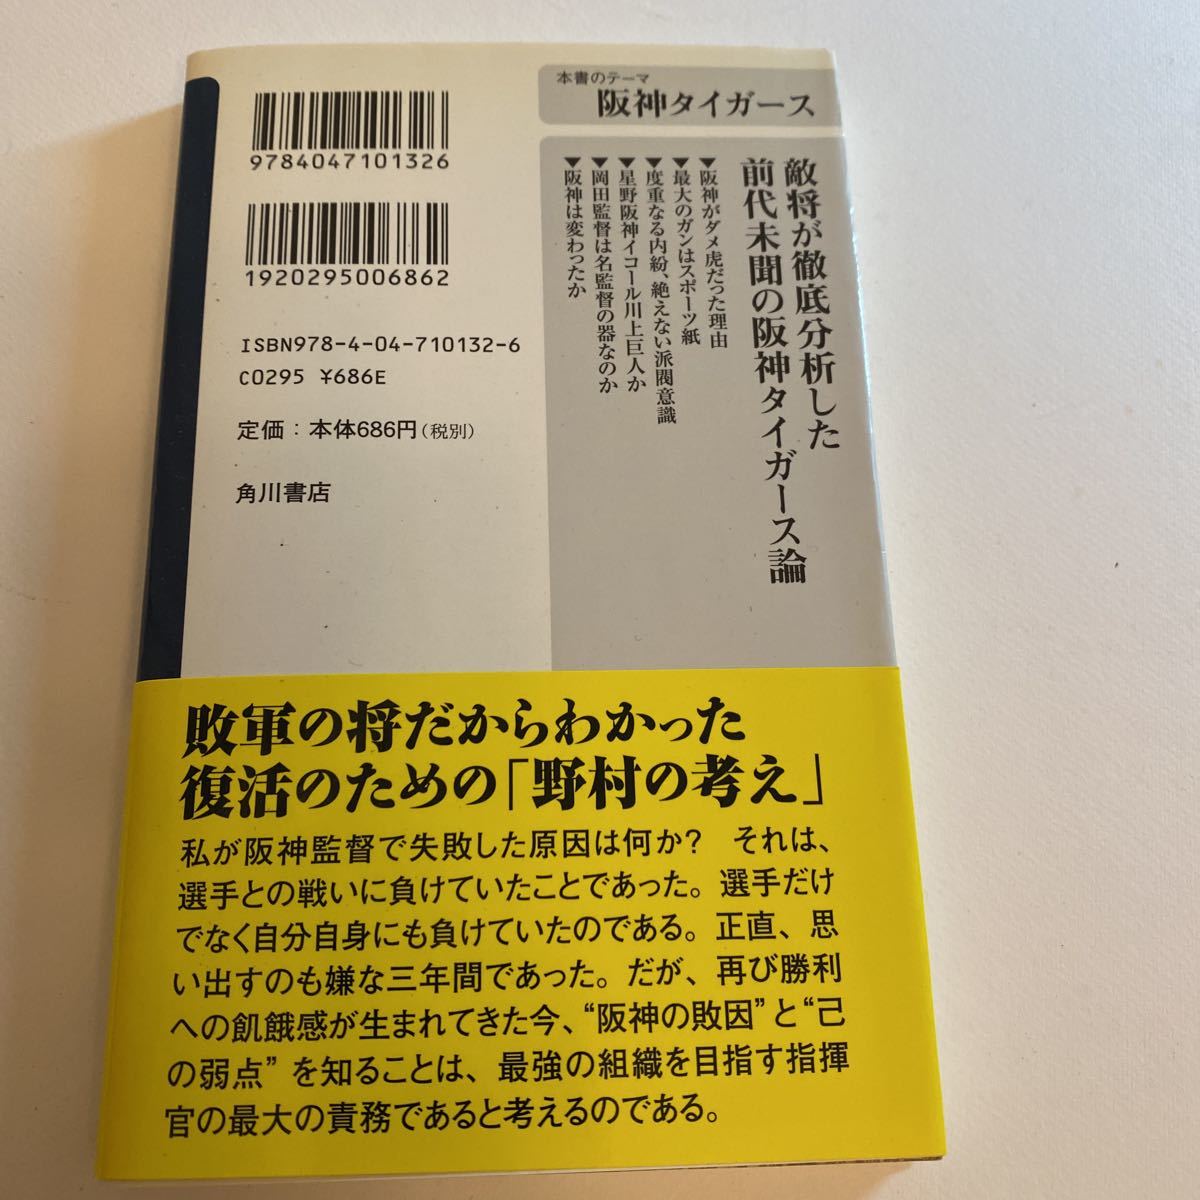 本書のテーマ
阪神タイガース
敵将が徹底分析した
前代未聞の阪神タイガース論
▼阪神がダメ虎だった理由
▼最大のガンはスポーツ紙
▼度重なる内紛、絶えない派閥意識
▼星野阪神イコール川上巨人か
▼岡田監督は名監督の器なのか
▼阪神は変わったか
9784047101326
1920295006862
ISBN978-4-04-710132-6
C0295 ¥686E
定価：本体686円（税別）
角川書店
敗軍の将だからわかった
復活のための「野村の考え」
私が阪神監督で失敗した原因は何か？　それは、
選手との戦いに負けていたことであった。選手だけ
でなく自分自身にも負けていたのである。正直、思
い出すのも嫌な三年間であった。だが、再び勝利
への飢餓感が生まれてきた今、“阪神の敗因”と“己
の弱点”を知ることは、最強の組織を目指す指揮
官の最大の責務であると考えるのである。